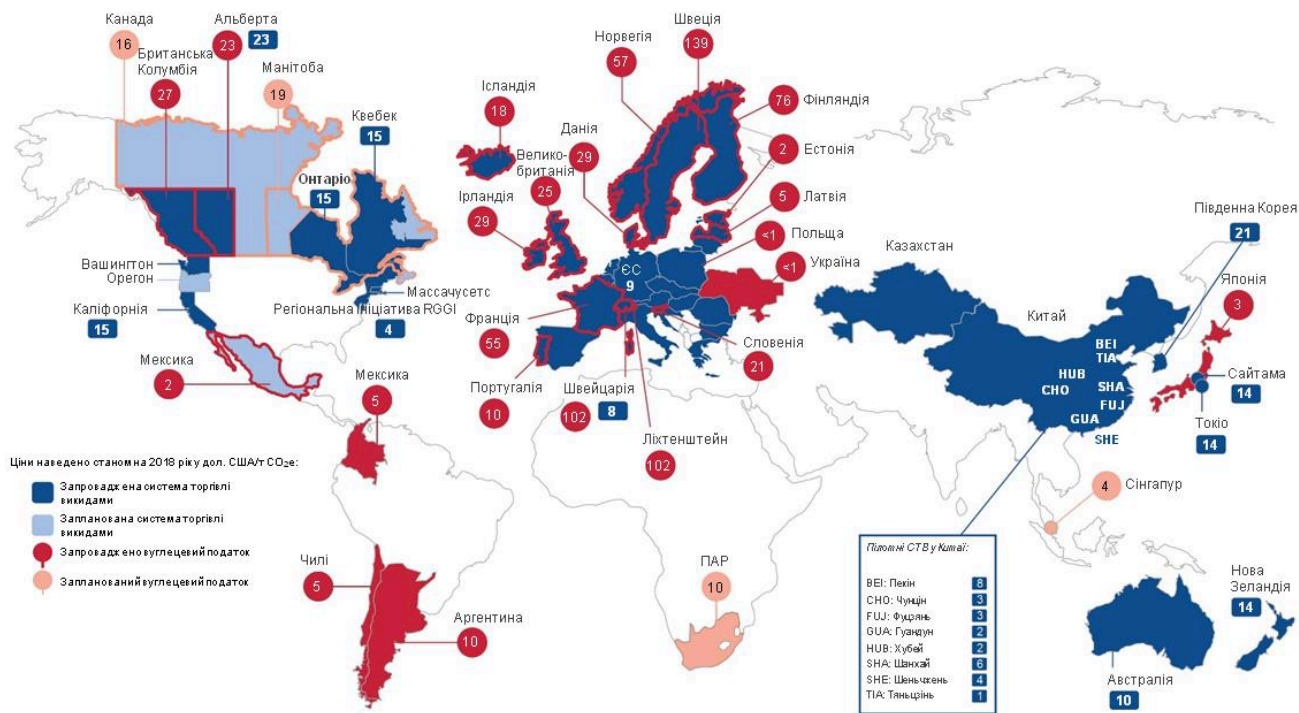 Канада
16
Альберта
23
23
Британська
Колумбія
27
Манітоба
19
Квебек
15
Онтаріо
15
Вашингтон
Орегон
Каліфорнія
15
Массачусетс
Регіональна ініціатива RGGI
4
Мексика
2
Мексика
5
Чилі
5
Аргентина
10
Ісландія
18
Норвегія
57
Швеція
139
Фінляндія
76
Данія
29
Велико-
британія
25
Ірландія
29
Естонія
2
Латвія
5
Польща
<1
Україна
<1
ЄС
9
Франція
55
Португалія
10
Швейцарія
102
8
Ліхтенштейн
102
Словенія
21
ПАР
10
Казахстан
Китай
BEI
TIA
HUB
CHO
SHA
FUJ
GUA
SHE
Південна Корея
21
Японія
3
Сайтама
14
Токіо
14
Сінгапур
4
Австралія
10
Нова
Зеландія
14
Ціни наведено станом на 2018 ріку дол. США/т CO₂e:
Запроваджена система торгівлі
викидами
Запланована система торгівлі
викидами
Запроваджено вуглецевий податок
Запланований вуглецевий податок
Пілотні СТВ у Китаї:
BEI: Пекін 8
CHO: Чунцін 3
FUJ: Фуцзянь 3
GUA: Гуандун 2
HUB: Хубей 2
SHA: Шанхай 6
SHE: Шеньчжень 4
TIA: Тяньцзінь 1